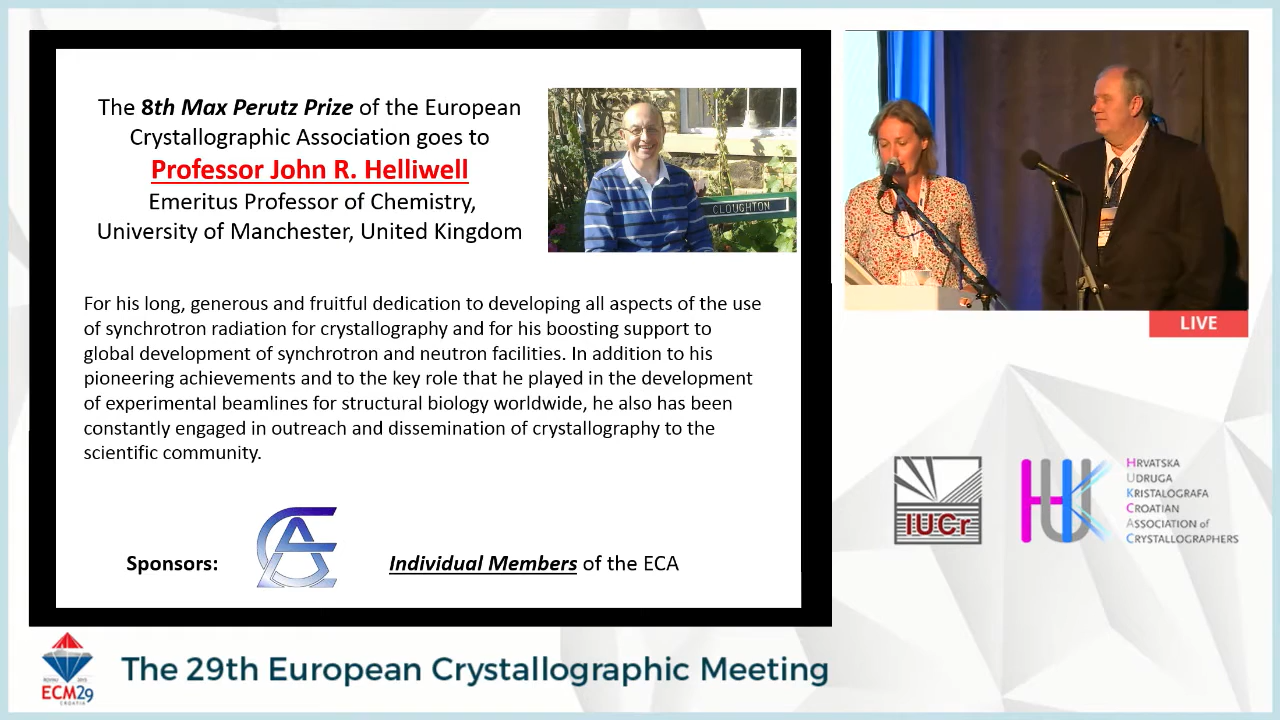 The 8th Max Perutz Prize of the European
Crystallographic Association goes to
Professor John R. Helliwell
Emeritus Professor of Chemistry,
University of Manchester, United Kingdom
CLOUGHTON
For his long, generous and fruitful dedication to developing all aspects of the use
of synchrotron radiation for crystallography and for his boosting support to
global development of synchrotron and neutron facilities. In addition to his
pioneering achievements and to the key role that he played in the development
of experimental beamlines for structural biology worldwide, he also has been
constantly engaged in outreach and dissemination of crystallography to the
scientific community.
Sponsors:
ECA
Individual Members of the ECA
LIVE
IUCr
HUK
HRVATSKA
UDRUGA
KRISTALOGRAFA
CROATIAN
ASSOCIATION of
CRYSTALLOGRAPHERS
ECM29
CROATIA
The 29th European Crystallographic Meeting